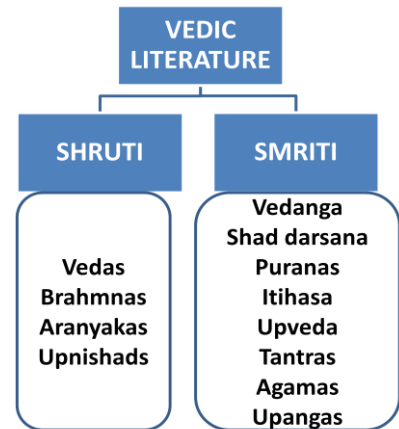 VEDIC
LITERATURE
SHRUTI
SMRITI
Vedas
Brahmnas
Aranyakas
Upnishads
Vedanga
Shad darsana
Puranas
Itihasa
Upveda
Tantras
Agamas
Upangas